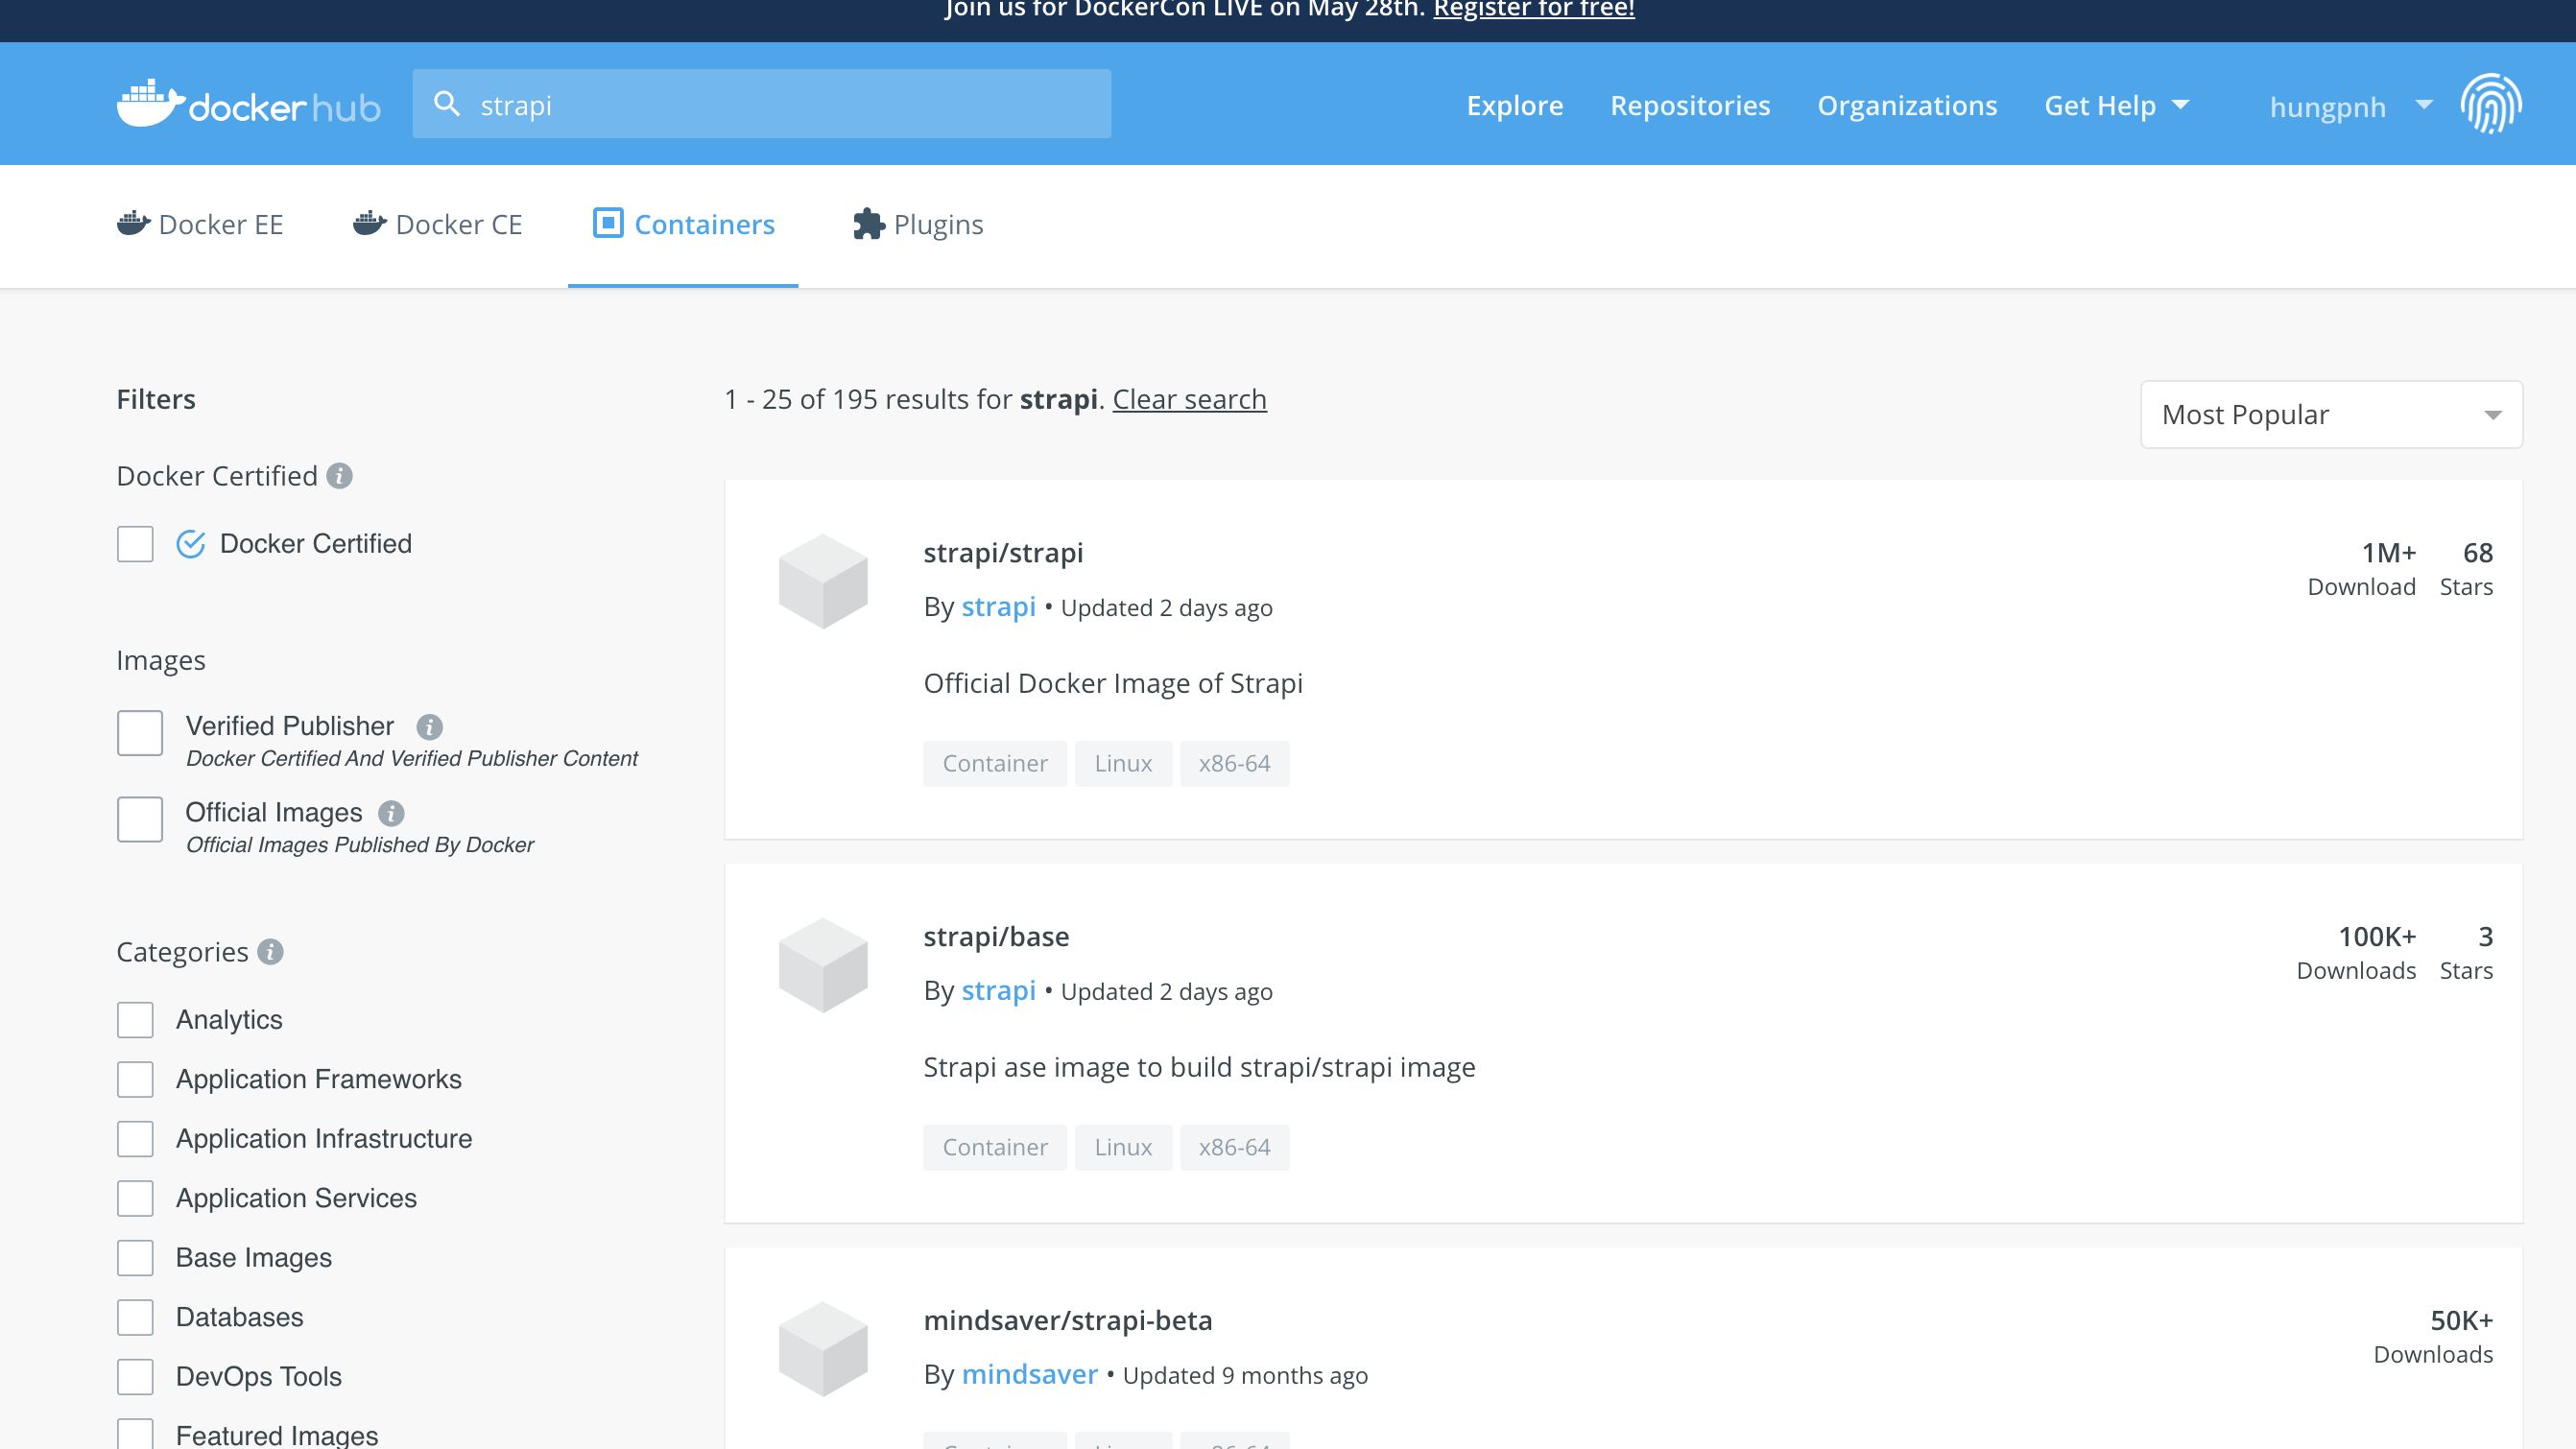 Join us for DockerCon LIVE on May 28th. Register for free!
docker hub
strapi
Explore
Repositories
Organizations
Get Help
hungpnh
Docker EE
Docker CE
Containers
Plugins
Filters
1 - 25 of 195 results for strapi. Clear search
Most Popular
Docker Certified
Docker Certified
Images
Verified Publisher
Docker Certified And Verified Publisher Content
Official Images
Official Images Published By Docker
Categories
Analytics
Application Frameworks
Application Infrastructure
Application Services
Base Images
Databases
DevOps Tools
Featured Images
strapi/strapi
1M+ 68
Download Stars
By strapi • Updated 2 days ago
Official Docker Image of Strapi
Container Linux x86-64
strapi/base
100K+ 3
Downloads Stars
By strapi • Updated 2 days ago
Strapi ase image to build strapi/strapi image
Container Linux x86-64
mindsaver/strapi-beta
50K+
Downloads
By mindsaver • Updated 9 months ago